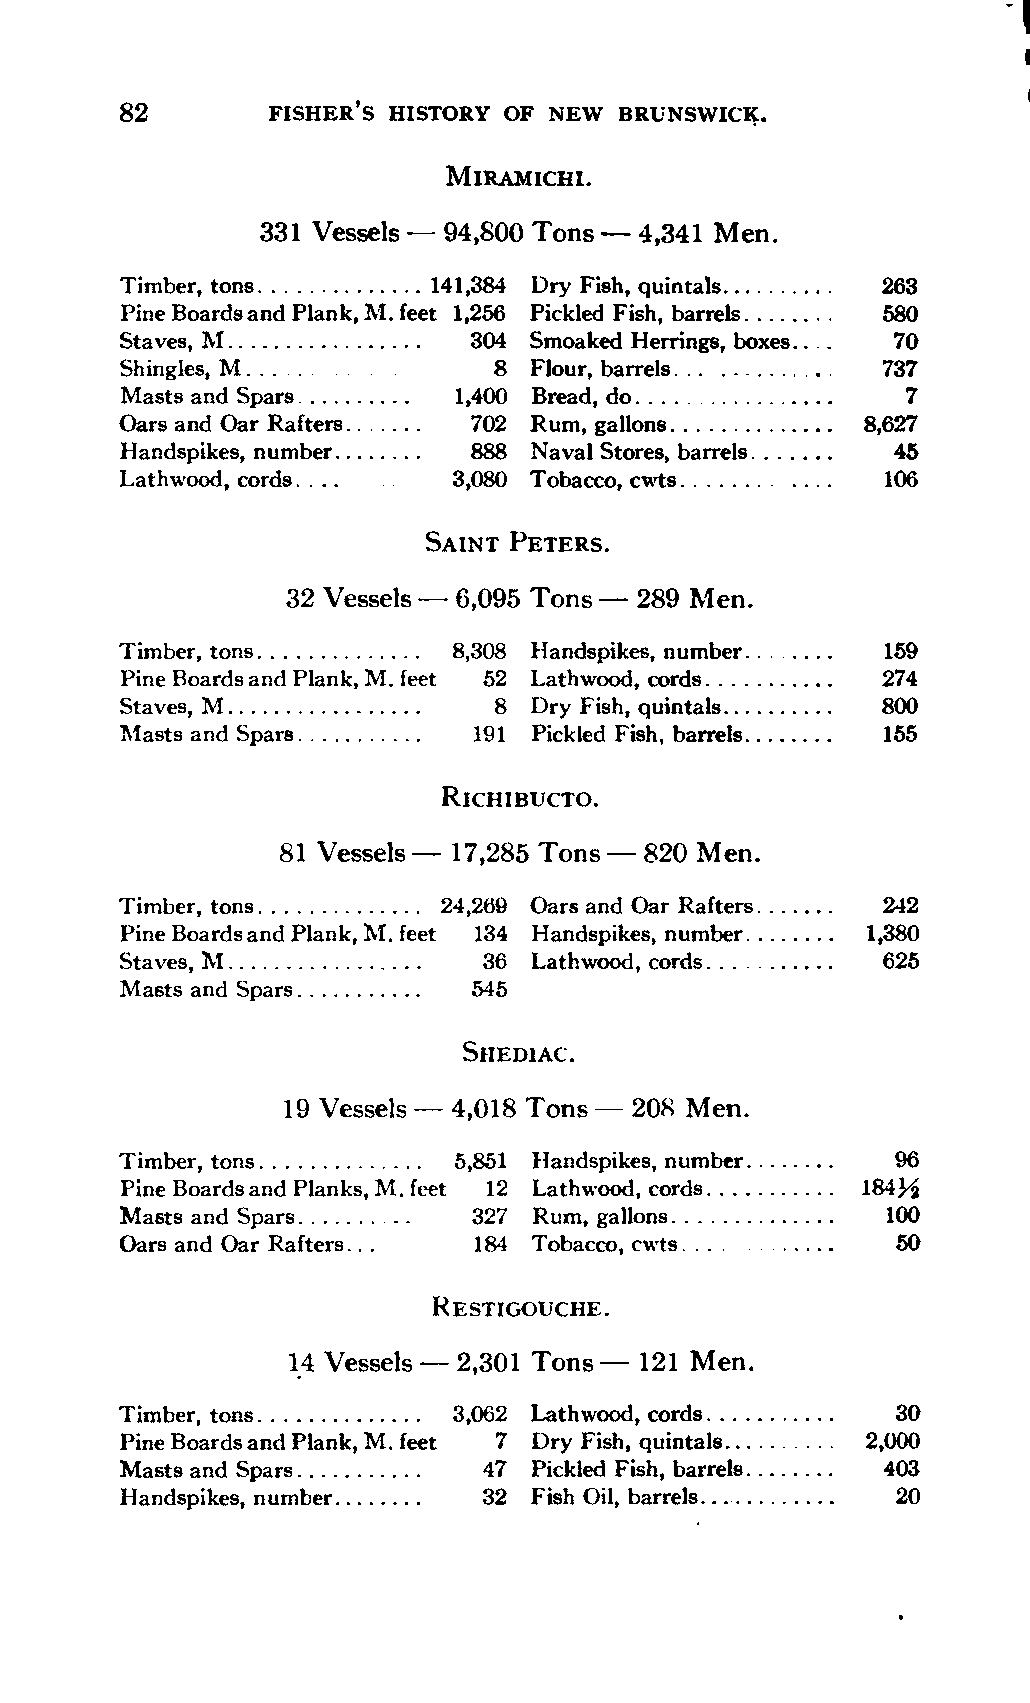 82 FISHER'S HISTORY OF NEW BRUNSWICK.
MIRAMICHI.
331 Vessels — 94,800 Tons — 4,341 Men.
Timber, tons.............. 141,384 Dry Fish, quintals.......... 263
Pine Boards and Plank, M. feet 1,256 Pickled Fish, barrels........ 580
Staves, M................. 304 Smoaked Herrings, boxes.... 70
Shingles, M... 8 Flour, barrels............. 737
Masts and Spars.......... 1,400 Bread, do................. 7
Oars and Oar Rafters....... 702 Rum, gallons.............. 8,627
Handspikes, number........ 888 Naval Stores, barrels....... 45
Lathwood, cords.... 3,080 Tobacco, cwts............ 106
SAINT PETERS.
32 Vessels — 6,095 Tons — 289 Men.
Timber, tons.............. 8,308 Handspikes, number........ 159
Pine Boards and Plank, M. feet 52 Lathwood, cords........... 274
Staves, M................. 8 Dry Fish, quintals.......... 800
Masts and Spars........... 191 Pickled Fish, barrels........ 155
RICHIBUCTO.
81 Vessels — 17,285 Tons — 820 Men.
Timber, tons.............. 24,269 Oars and Oar Rafters....... 242
Pine Boards and Plank, M. feet 134 Handspikes, number........ 1,380
Staves, M................. 36 Lathwood, cords........... 625
Masts and Spars........... 545
SHEDIAC.
19 Vessels — 4,018 Tons — 208 Men.
Timber, tons.............. 5,851 Handspikes, number........ 96
Pine Boards and Planks, M. feet 12 Lathwood, cords........... 184½
Masts and Spars.......... 327 Rum, gallons.............. 100
Oars and Oar Rafters... 184 Tobacco, cwts............ 50
RESTIGOUCHE.
14 Vessels — 2,301 Tons — 121 Men.
Timber, tons.............. 3,062 Lathwood, cords........... 30
Pine Boards and Plank, M. feet 7 Dry Fish, quintals.......... 2,000
Masts and Spars........... 47 Pickled Fish, barrels........ 403
Handspikes, number........ 32 Fish Oil, barrels............ 20